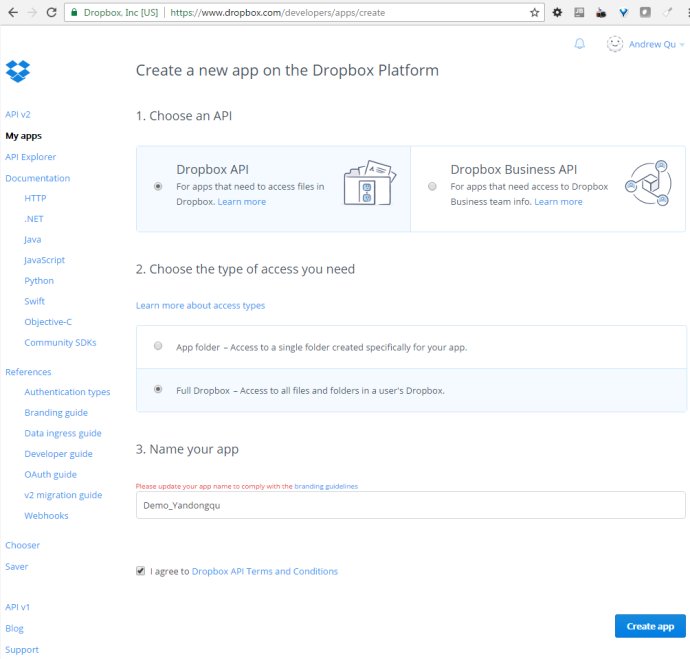 Dropbox, Inc [US] https://www.dropbox.com/developers/apps/create
Andrew Qu
Create a new app on the Dropbox Platform
API v2
My apps
API Explorer
Documentation
HTTP
.NET
Java
JavaScript
Python
Swift
Objective-C
Community SDKs
References
Authentication types
Branding guide
Data ingress guide
Developer guide
OAuth guide
v2 migration guide
Webhooks
Chooser
Saver
API v1
Blog
Support
1. Choose an API
Dropbox API
For apps that need to access files in
Dropbox. Learn more
Dropbox Business API
For apps that need access to Dropbox
Business team info. Learn more
2. Choose the type of access you need
Learn more about access types
App folder – Access to a single folder created specifically for your app.
Full Dropbox – Access to all files and folders in a user's Dropbox.
3. Name your app
Please update your app name to comply with the branding guidelines
Demo_Yandongqu
I agree to Dropbox API Terms and Conditions
Create app